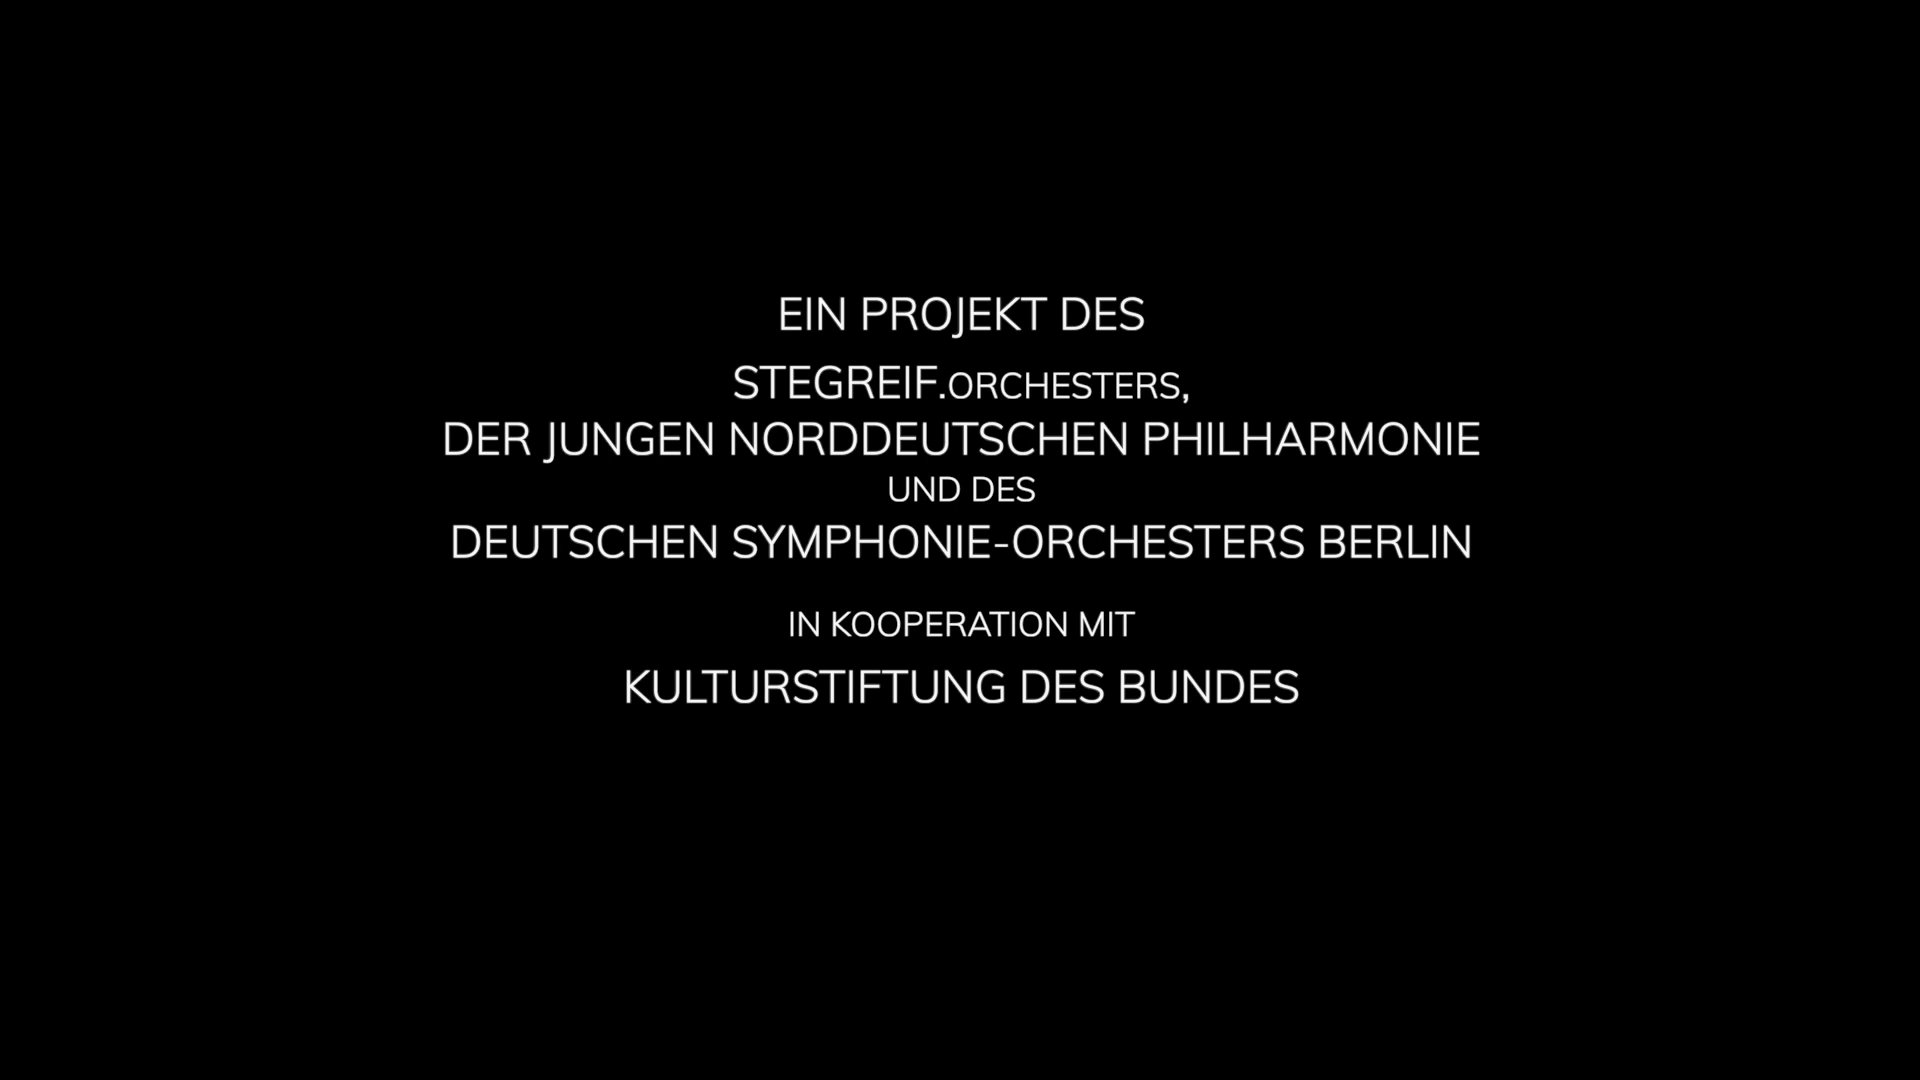 EIN PROJEKT DES
STEGREIF.ORCHESTERS,
DER JUNGEN NORDDEUTSCHEN PHILHARMONIE
UND DES
DEUTSCHEN SYMPHONIE-ORCHESTERS BERLIN
IN KOOPERATION MIT
KULTURSTIFTUNG DES BUNDES